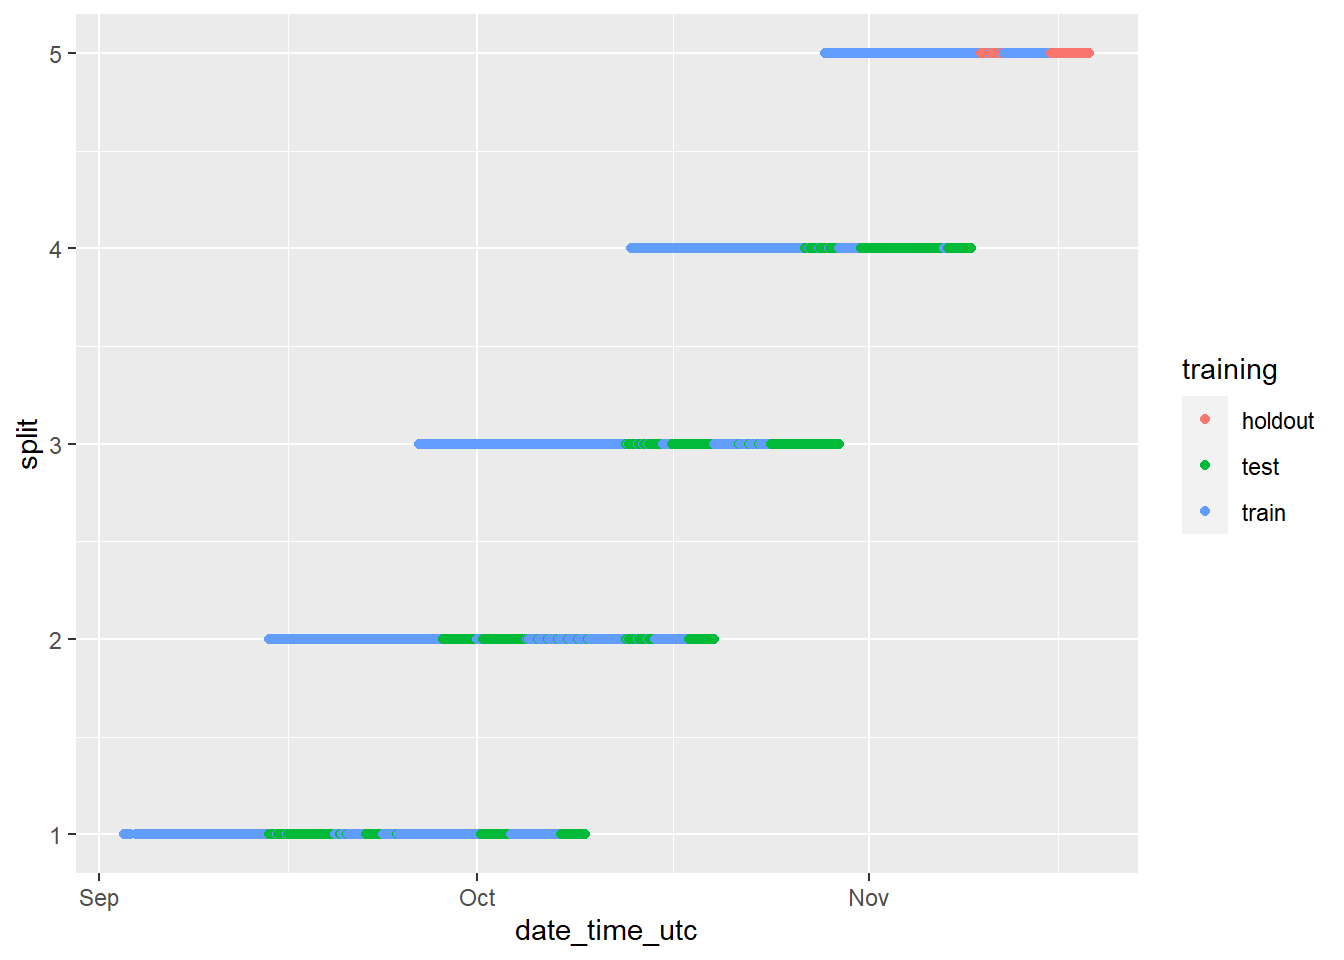 5
4
3
2
1
split
Sep
Oct
Nov
date_time_utc
training
holdout
test
train